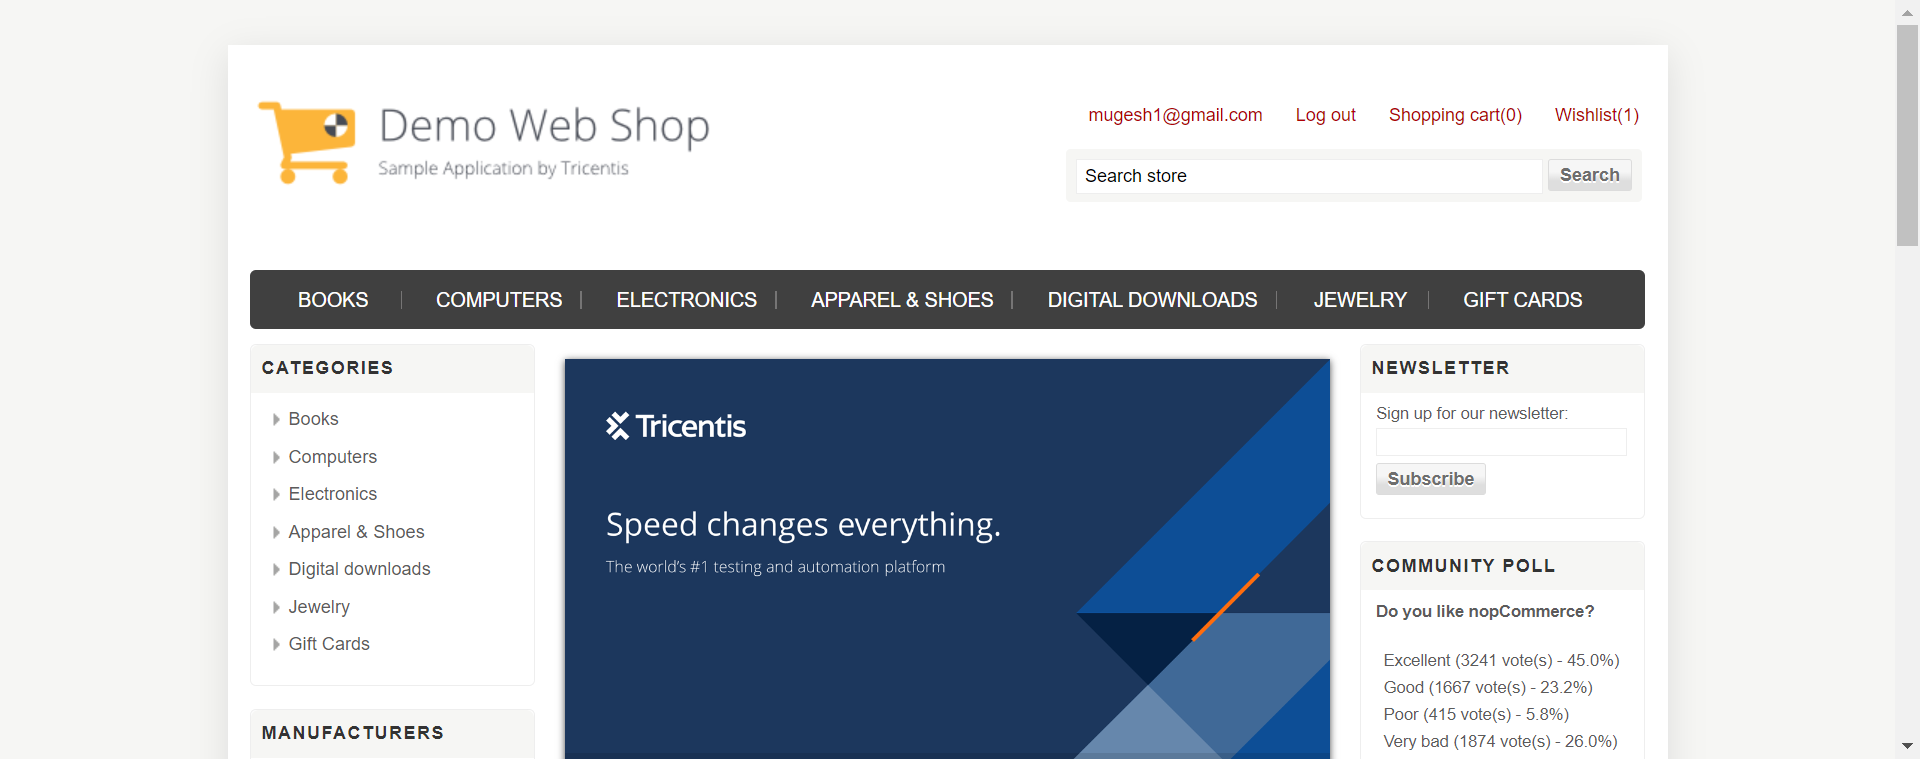 Demo Web Shop
Sample Application by Tricentis
mugesh1@gmail.com Log out Shopping cart(0) Wishlist(1)
Search store Search
BOOKS COMPUTERS ELECTRONICS APPAREL & SHOES DIGITAL DOWNLOADS JEWELRY GIFT CARDS
CATEGORIES
Books
Computers
Electronics
Apparel & Shoes
Digital downloads
Jewelry
Gift Cards
MANUFACTURERS
Tricentis
Speed changes everything.
The world's #1 testing and automation platform
NEWSLETTER
Sign up for our newsletter:
Subscribe
COMMUNITY POLL
Do you like nopCommerce?
Excellent (3241 vote(s) - 45.0%)
Good (1667 vote(s) - 23.2%)
Poor (415 vote(s) - 5.8%)
Very bad (1874 vote(s) - 26.0%)